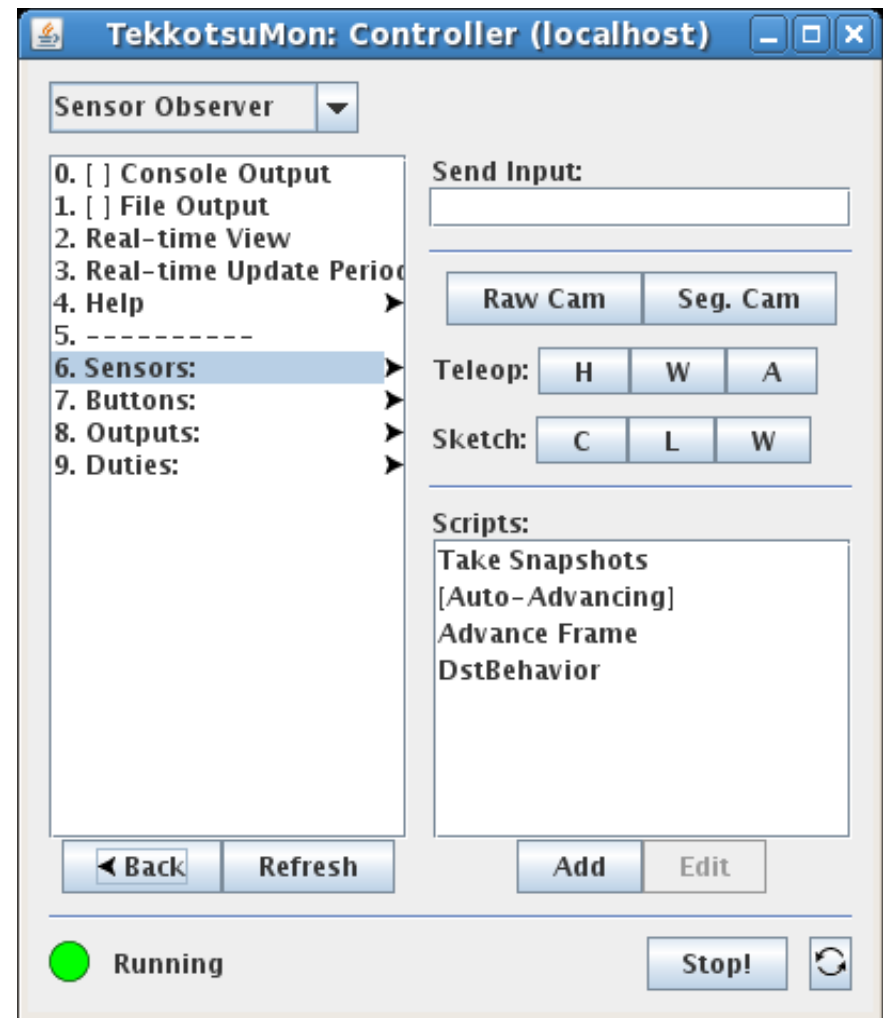 TekkotsuMon: Controller (localhost)
Sensor Observer
0. [ ] Console Output
1. [ ] File Output
2. Real-time View
3. Real-time Update Period
4. Help
5. ----------
6. Sensors:
7. Buttons:
8. Outputs:
9. Duties:
Back Refresh
Send Input:
Raw Cam Seg. Cam
Teleop: H W A
Sketch: C L W
Scripts:
Take Snapshots
[Auto-Advancing]
Advance Frame
DstBehavior
Add Edit
Running Stop!